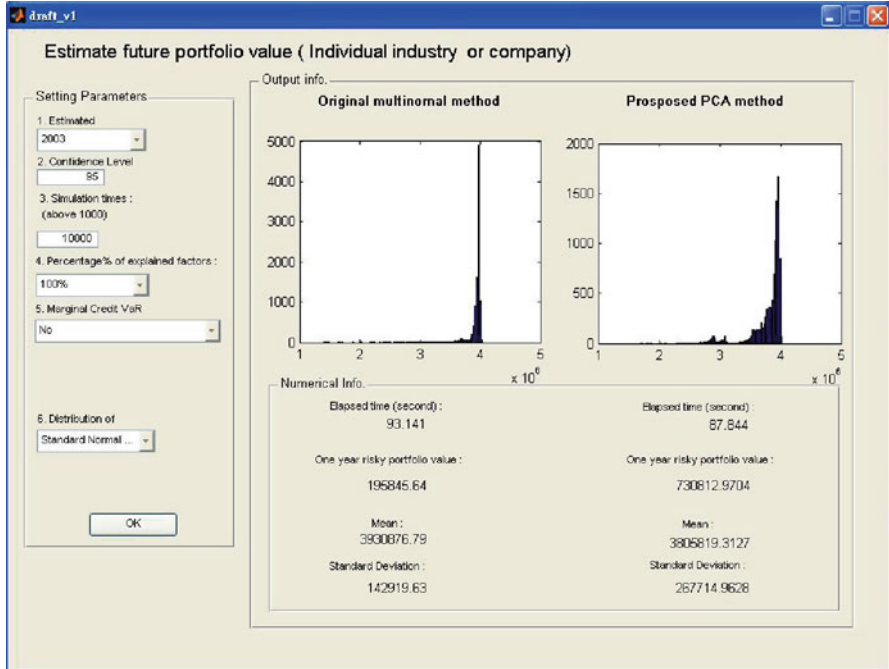 draft_v1
Estimate future portfolio value ( Individual industry or company)
Setting Parameters
1. Estimated
2003
2. Confidence Level
95
3. Simulation times :
(above 1000)
10000
4. Percentage% of explained factors :
100%
5. Marginal Credit VaR
No
6. Distribution of
Standard Normal ...
OK
Output info.
Original multinornal method
5000
4000
3000
2000
1000
0
1 2 3 4 5
x 10^6
Prosposed PCA method
2000
1500
1000
500
0
1 2 3 4 5
x 10^6
Numerical Info.
Elapsed time (second) :
93.141
One year risky portfolio value :
195845.64
Mean :
3930876.79
Standard Deviation :
142919.63
Elapsed time (second) :
87.844
One year risky portfolio value :
730812.9704
Mean :
3805819.3127
Standard Deviation :
267714.9628